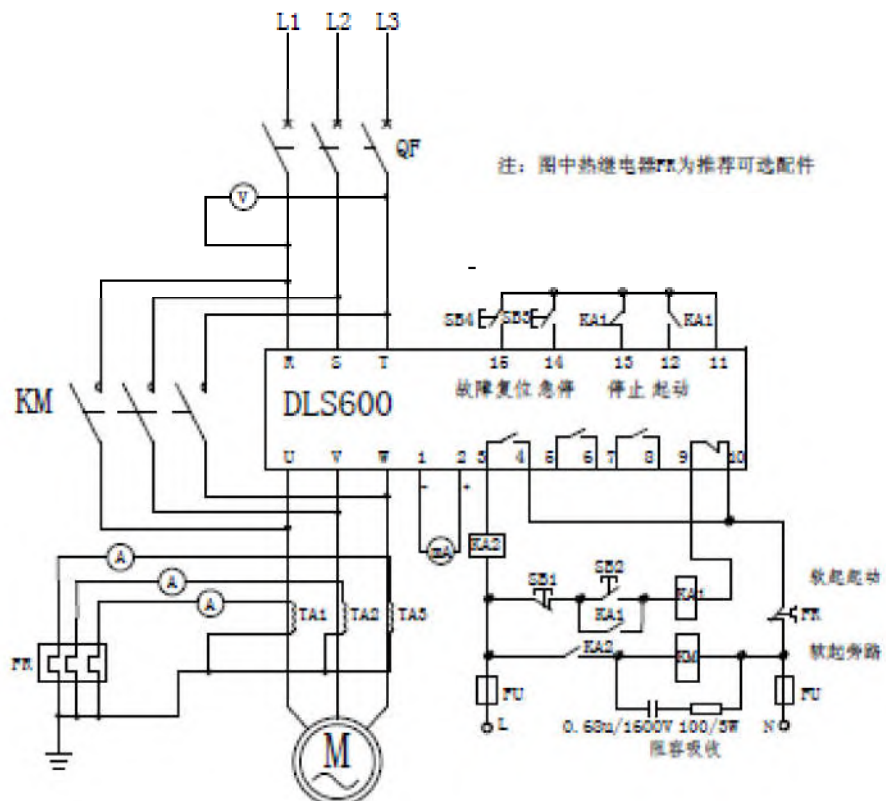 L1 L2 L3
QF
注：图中热继电器FR为推荐可选配件
V
SB4 SB3 KA1 KA1
R S T 15 14 13 12 11
KM
DLS600
故障复位 急停 停止 起动
U V W 1 2 3 4 5 6 7 8 9 10
- +
mA
KA2
A
A
A
SB1 SB2
软起起动
KA1
KA1
TA1 TA2 TA3
FR
FR
KA2
KM
软起旁路
FU
FU
L
0.68u/1600V 100/5W
N
阻容吸收
M